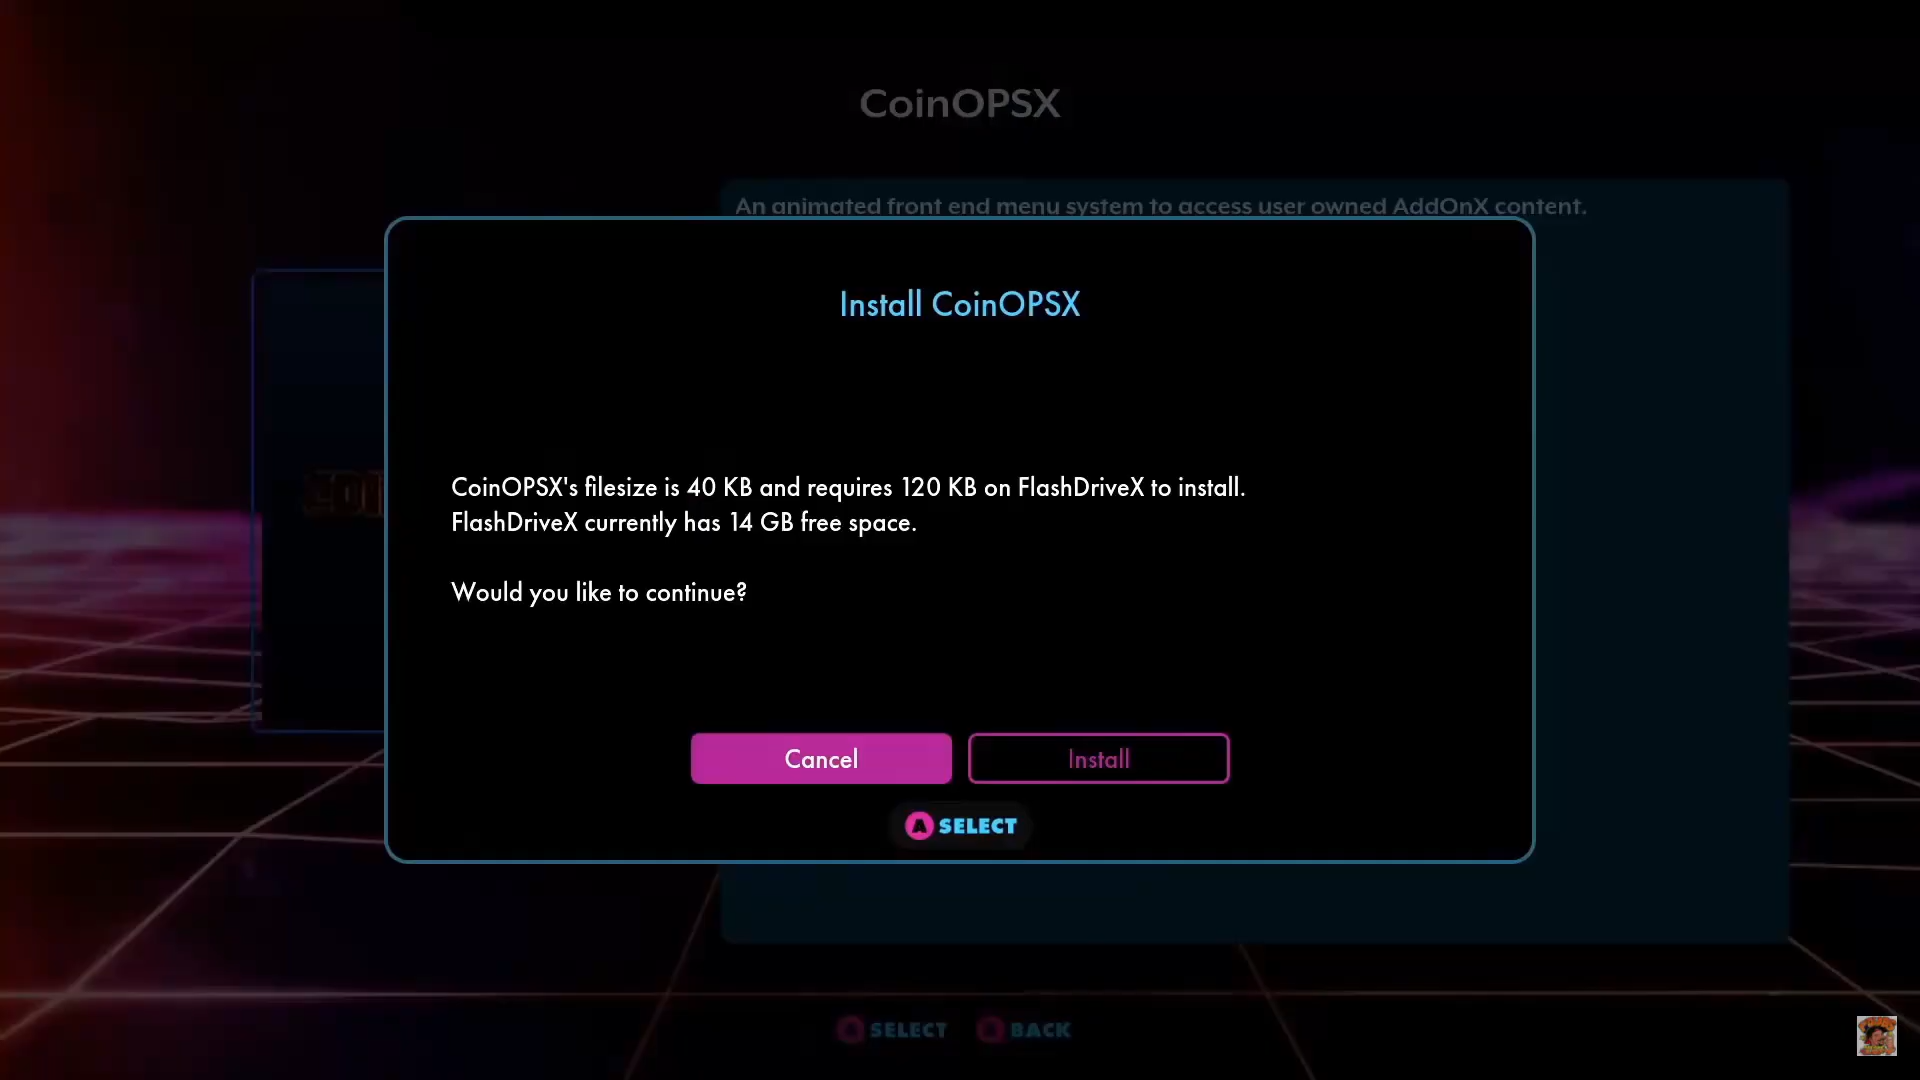 CoinOPSX
An animated front end menu system to access user owned AddOnX content.
Install CoinOPSX
CoinOPSX's filesize is 40 KB and requires 120 KB on FlashDriveX to install.
FlashDriveX currently has 14 GB free space.
Would you like to continue?
Cancel
Install
A SELECT
SELECT
BACK